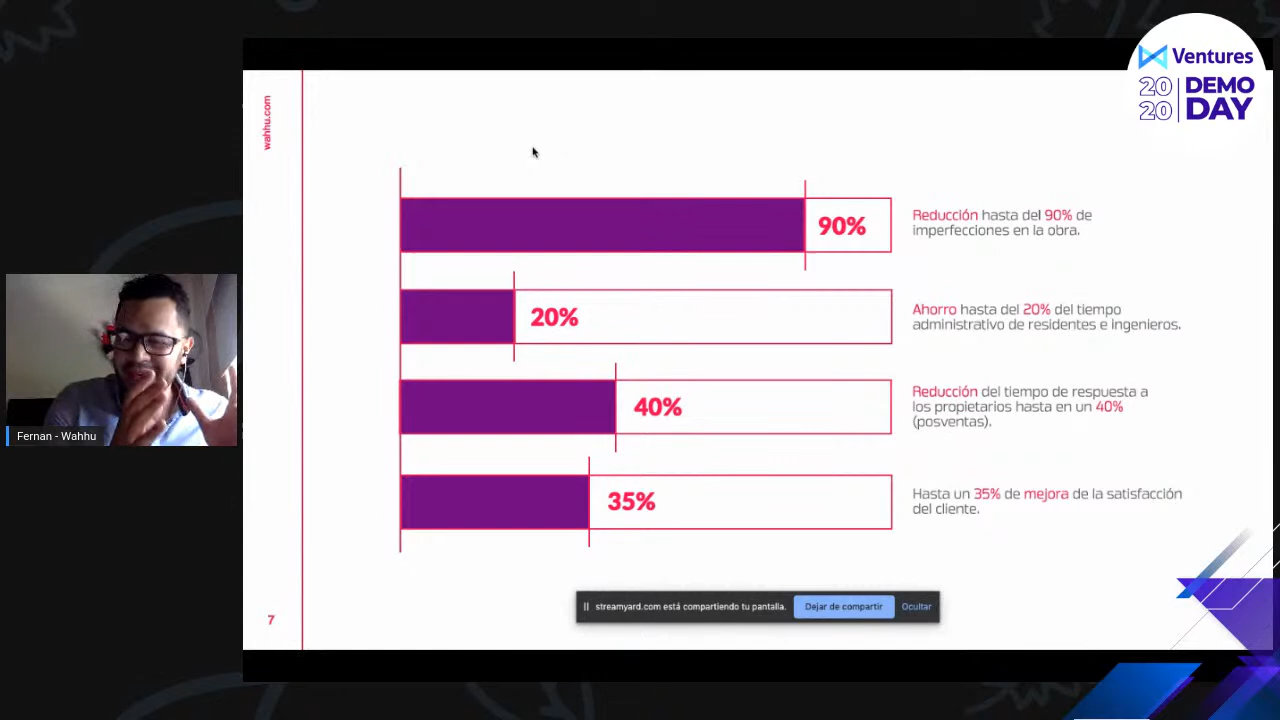 Ventures
20 20 DEMO DAY
wahhu.com
90%
Reducción hasta del 90% de
imperfecciones en la obra.
20%
Ahorro hasta del 20% del tiempo
administrativo de residentes e ingenieros.
40%
Reducción del tiempo de respuesta a
los propietarios hasta en un 40%
(posventas).
35%
Hasta un 35% de mejora de la satisfacción
del cliente.
Fernan - Wahhu
streamyard.com está compartiendo tu pantalla. Dejar de compartir Ocultar
7